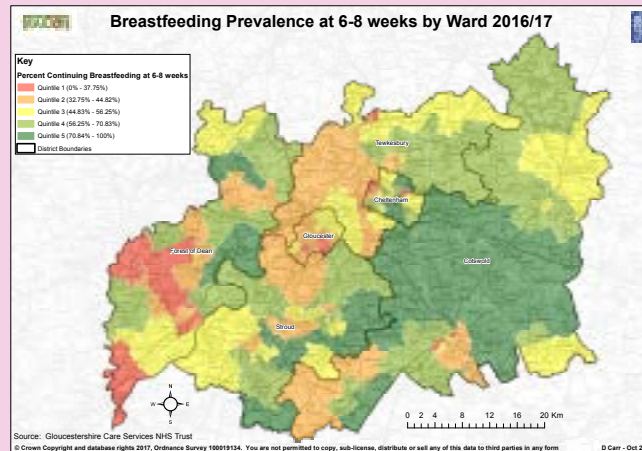 Breastfeeding Prevalence at 6-8 weeks by Ward 2016/17
Key
Percent Continuing Breastfeeding at 6-8 weeks
Quintile 1 (0% - 37.75%)
Quintile 2 (32.75% - 44.82%)
Quintile 3 (44.83% - 56.25%)
Quintile 4 (56.25% - 70.83%)
Quintile 5 (70.84% - 100%)
District Boundaries
Tewkesbury
Cheltenham
Gloucester
Forest of Dean
Cotswold
Stroud
N
W E
S
0 2 4 8 12 16 20 Km
Source: Gloucestershire Care Services NHS Trust
© Crown Copyright and database rights 2017, Ordnance Survey 100019134. You are not permitted to copy, sub-license, distribute or sell any of this data to third parties in any form
D Carr - Oct 2